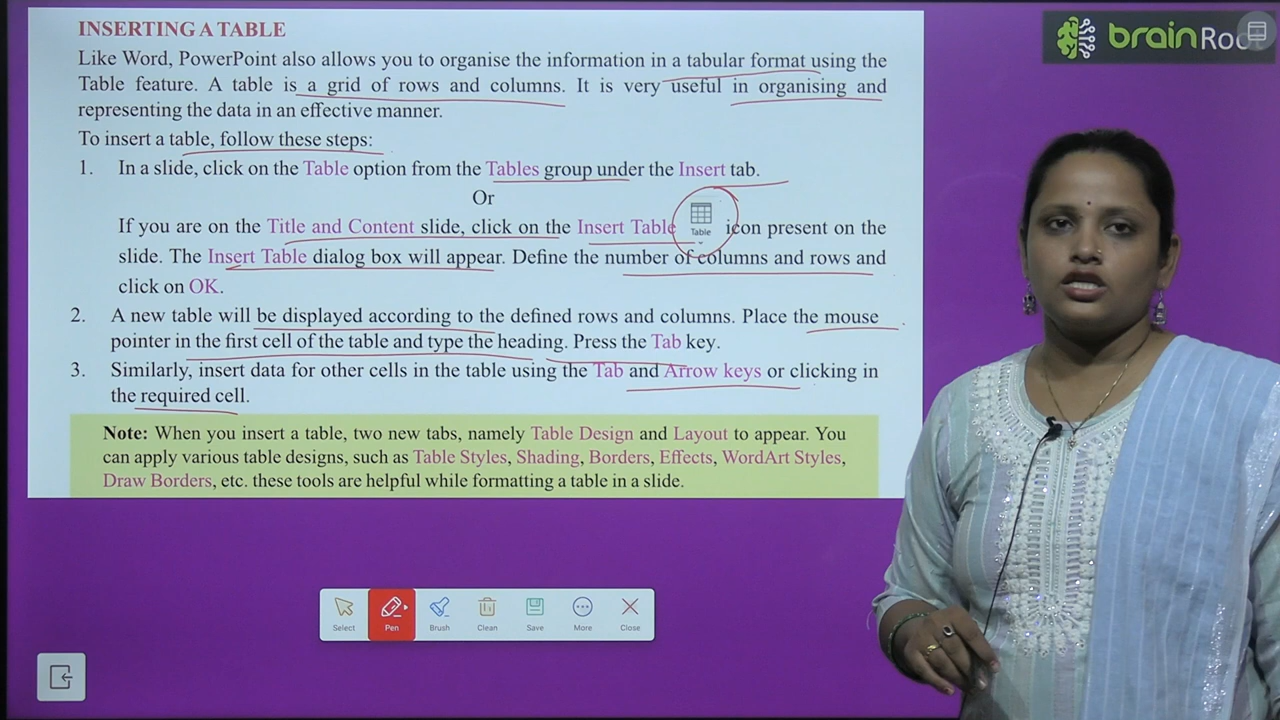 INSERTING A TABLE
Like Word, PowerPoint also allows you to organise the information in a tabular format using the
Table feature. A table is a grid of rows and columns. It is very useful in organising and
representing the data in an effective manner.
To insert a table, follow these steps:
1. In a slide, click on the Table option from the Tables group under the Insert tab.
Or
If you are on the Title and Content slide, click on the Insert Table Table icon present on the
slide. The Insert Table dialog box will appear. Define the number of columns and rows and
click on OK.
2. A new table will be displayed according to the defined rows and columns. Place the mouse
pointer in the first cell of the table and type the heading. Press the Tab key.
3. Similarly, insert data for other cells in the table using the Tab and Arrow keys or clicking in
the required cell.
Note: When you insert a table, two new tabs, namely Table Design and Layout to appear. You
can apply various table designs, such as Table Styles, Shading, Borders, Effects, WordArt Styles,
Draw Borders, etc. these tools are helpful while formatting a table in a slide.
Select Pen Brush Clean Save More Close